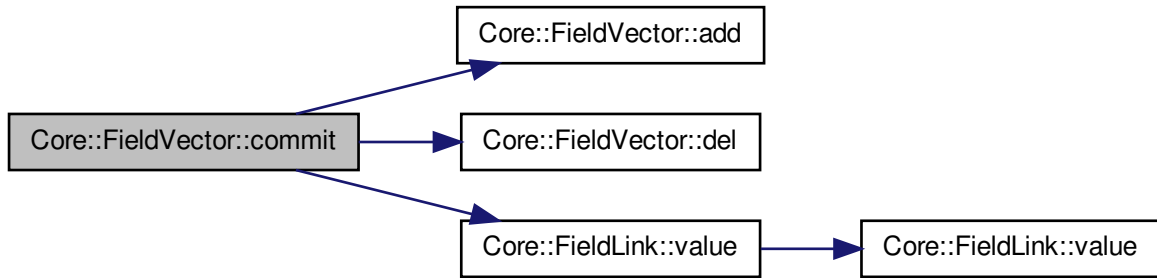 Core::FieldVector::add
Core::FieldVector::commit
Core::FieldVector::del
Core::FieldLink::value
Core::FieldLink::value